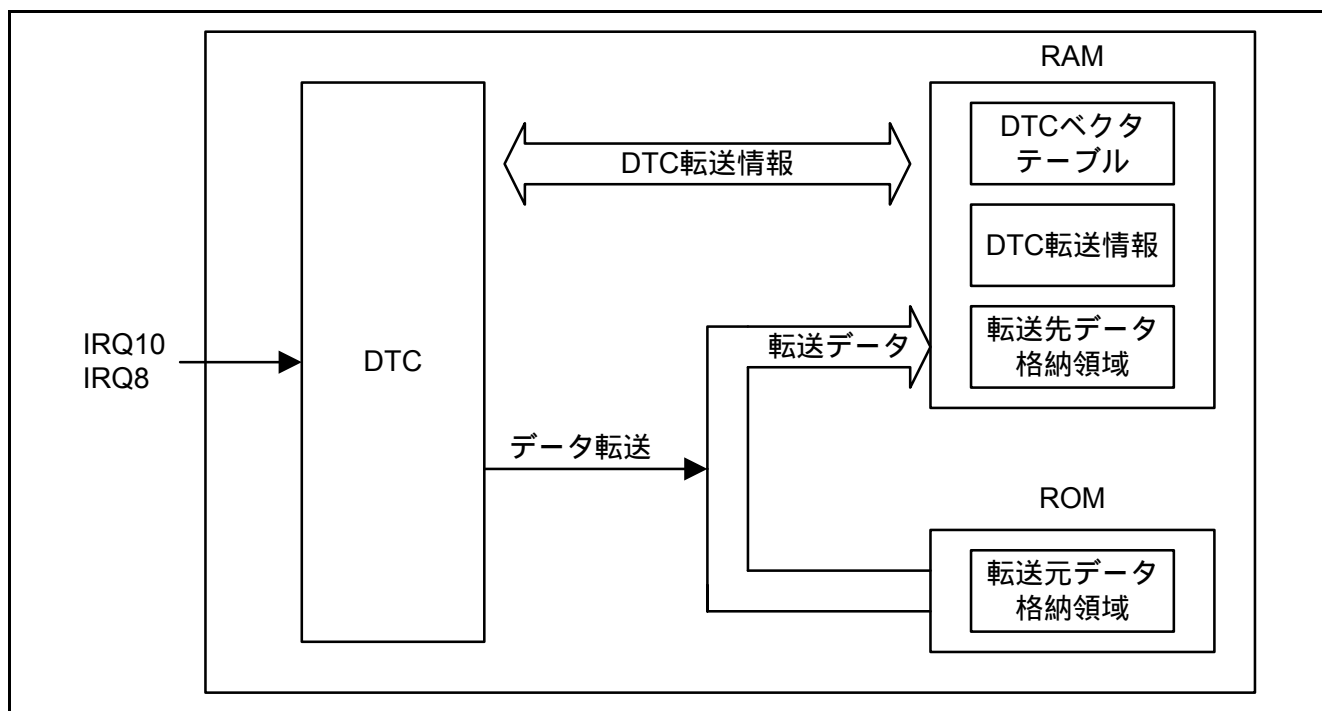 RAM
DTCベクタ
テーブル
DTC転送情報
DTC転送情報
転送先データ
格納領域
転送データ
IRQ10
IRQ8
DTC
データ転送
ROM
転送元データ
格納領域